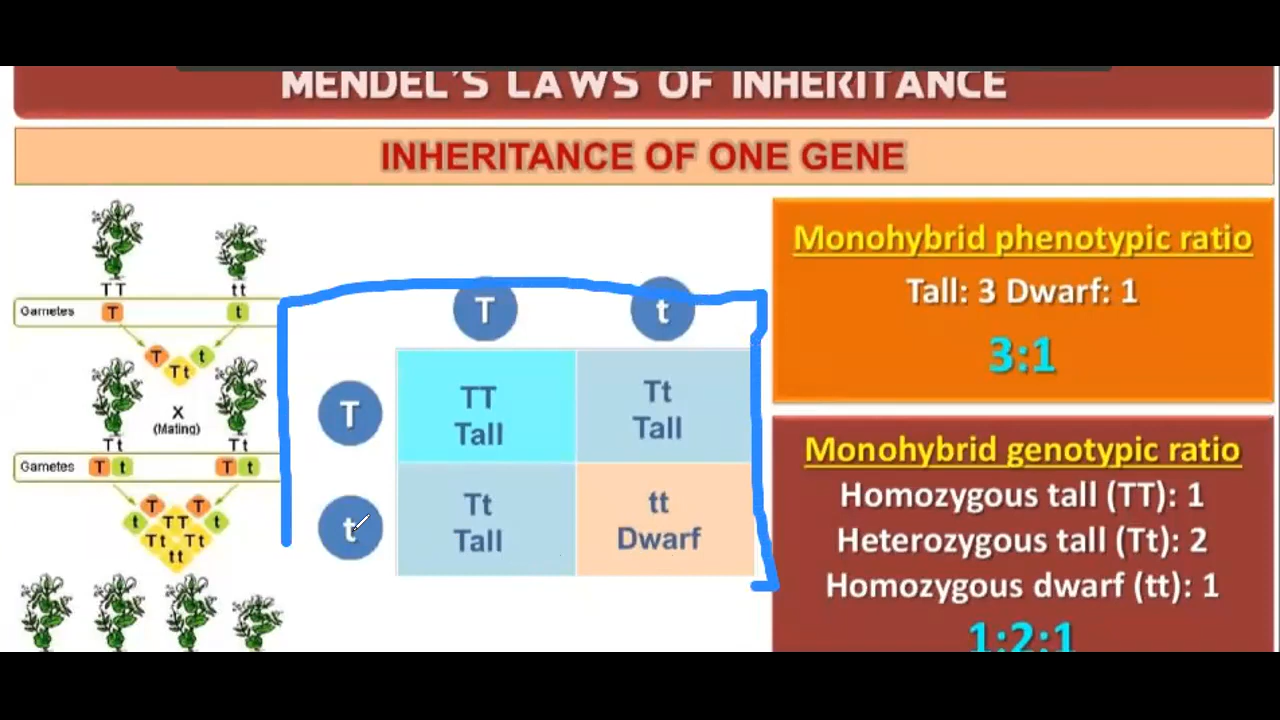 MENDEL'S LAWS OF INHERITANCE
INHERITANCE OF ONE GENE
TT tt
Gametes T t
T t
Tt
X
(Mating)
Tt Tt
Gametes T t T t
T T
t TT t
Tt Tt
tt
T t
T TT Tall Tt Tall
t Tt Tall tt Dwarf
Monohybrid phenotypic ratio
Tall: 3 Dwarf: 1
3:1
Monohybrid genotypic ratio
Homozygous tall (TT): 1
Heterozygous tall (Tt): 2
Homozygous dwarf (tt): 1
1:2:1